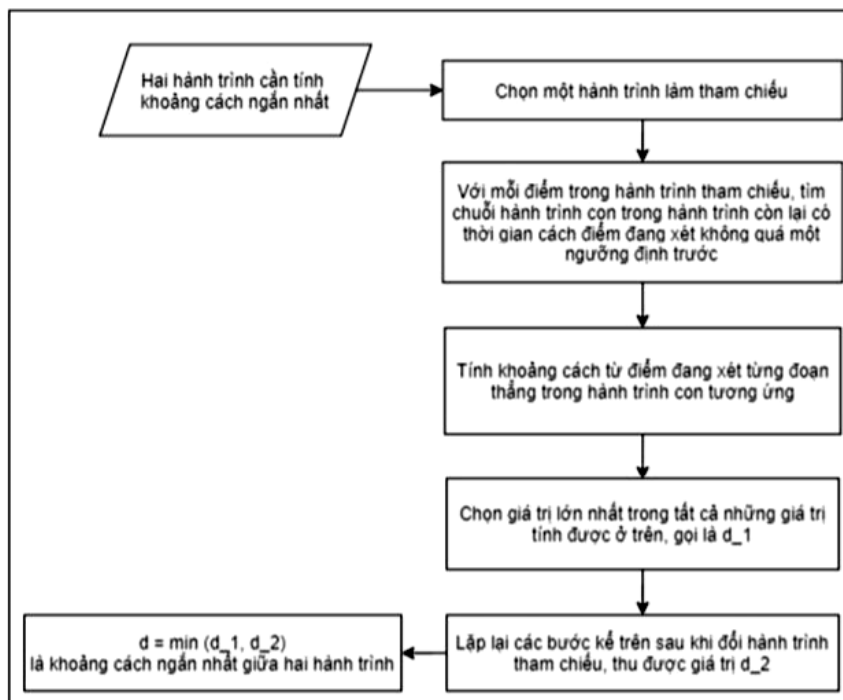 Hai hành trình cần tính
khoảng cách ngắn nhất
Chọn một hành trình làm tham chiếu
Với mỗi điểm trong hành trình tham chiếu, tìm
chuỗi hành trình con trong hành trình còn lại có
thời gian cách điểm đang xét không quá một
ngưỡng định trước
Tính khoảng cách từ điểm đang xét từng đoạn
thẳng trong hành trình con tương ứng
Chọn giá trị lớn nhất trong tất cả những giá trị
tính được ở trên, gọi là d_1
Lặp lại các bước kể trên sau khi đổi hành trình
tham chiếu, thu được giá trị d_2
d = min (d_1, d_2)
là khoảng cách ngắn nhất giữa hai hành trình